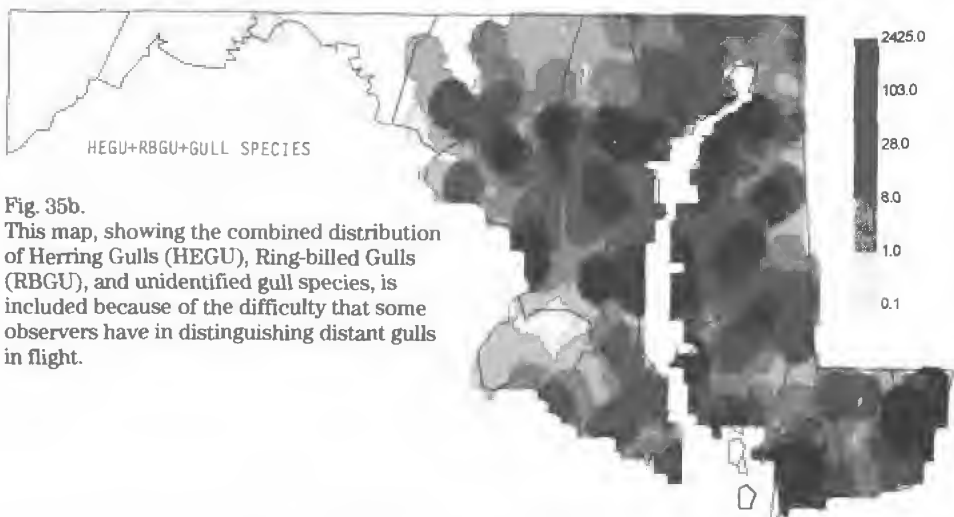 HEGU+RBGU+GULL SPECIES
Fig. 35b.
This map, showing the combined distribution
of Herring Gulls (HEGU), Ring-billed Gulls
(RBGU), and unidentified gull species, is
included because of the difficulty that some
observers have in distinguishing distant gulls
in flight.
2425.0
103.0
28.0
8.0
1.0
0.1